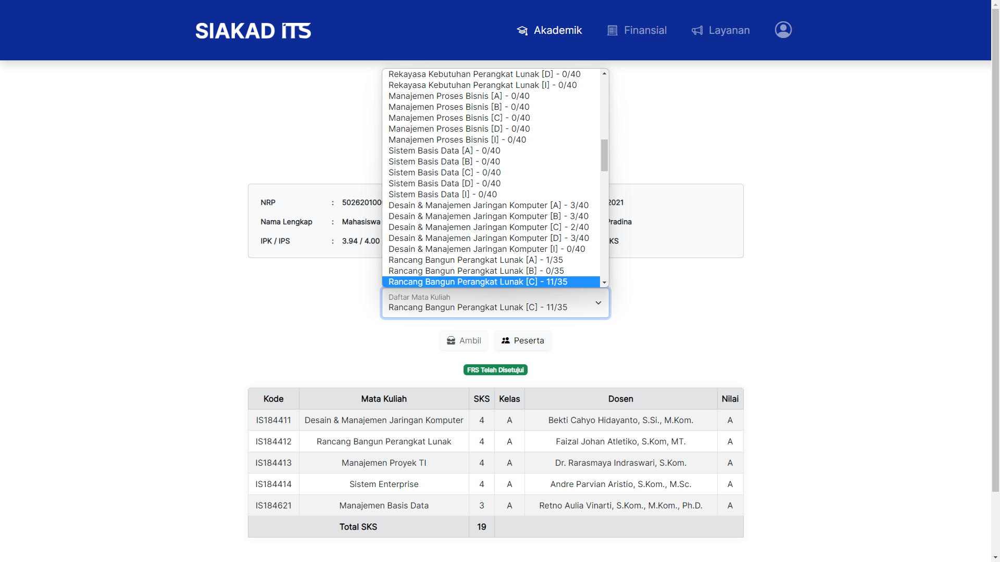 SIAKAD ITS
Akademik
Finansial
Layanan
Rekayasa Kebutuhan Perangkat Lunak [D] - 0/40
Rekayasa Kebutuhan Perangkat Lunak [I] - 0/40
Manajemen Proses Bisnis [A] - 0/40
Manajemen Proses Bisnis [B] - 0/40
Manajemen Proses Bisnis [C] - 0/40
Manajemen Proses Bisnis [D] - 0/40
Manajemen Proses Bisnis [I] - 0/40
Sistem Basis Data [A] - 0/40
Sistem Basis Data [B] - 0/40
Sistem Basis Data [C] - 0/40
Sistem Basis Data [D] - 0/40
Sistem Basis Data [I] - 0/40
Desain & Manajemen Jaringan Komputer [A] - 3/40
Desain & Manajemen Jaringan Komputer [B] - 3/40
Desain & Manajemen Jaringan Komputer [C] - 2/40
Desain & Manajemen Jaringan Komputer [D] - 3/40
Desain & Manajemen Jaringan Komputer [I] - 0/40
Rancang Bangun Perangkat Lunak [A] - 1/35
Rancang Bangun Perangkat Lunak [B] - 0/35
Rancang Bangun Perangkat Lunak [C] - 11/35
NRP : 502620100 2021
Nama Lengkap : Mahasiswa Pradina
IPK / IPS : 3.94 / 4.00 KS
Daftar Mata Kuliah
Rancang Bangun Perangkat Lunak [C] - 11/35
Ambil Peserta
FRS Telah Disetujui
Kode Mata Kuliah SKS Kelas Dosen Nilai
IS184411 Desain & Manajemen Jaringan Komputer 4 A Bekti Cahyo Hidayanto, S.Si., M.Kom. A
IS184412 Rancang Bangun Perangkat Lunak 4 A Faizal Johan Atletiko, S.Kom, MT. A
IS184413 Manajemen Proyek TI 4 A Dr. Rarasmaya Indraswari, S.Kom. A
IS184414 Sistem Enterprise 4 A Andre Parvian Aristio, S.Kom., M.Sc. A
IS184621 Manajemen Basis Data 3 A Retno Aulia Vinarti, S.Kom., M.Kom., Ph.D. A
Total SKS 19